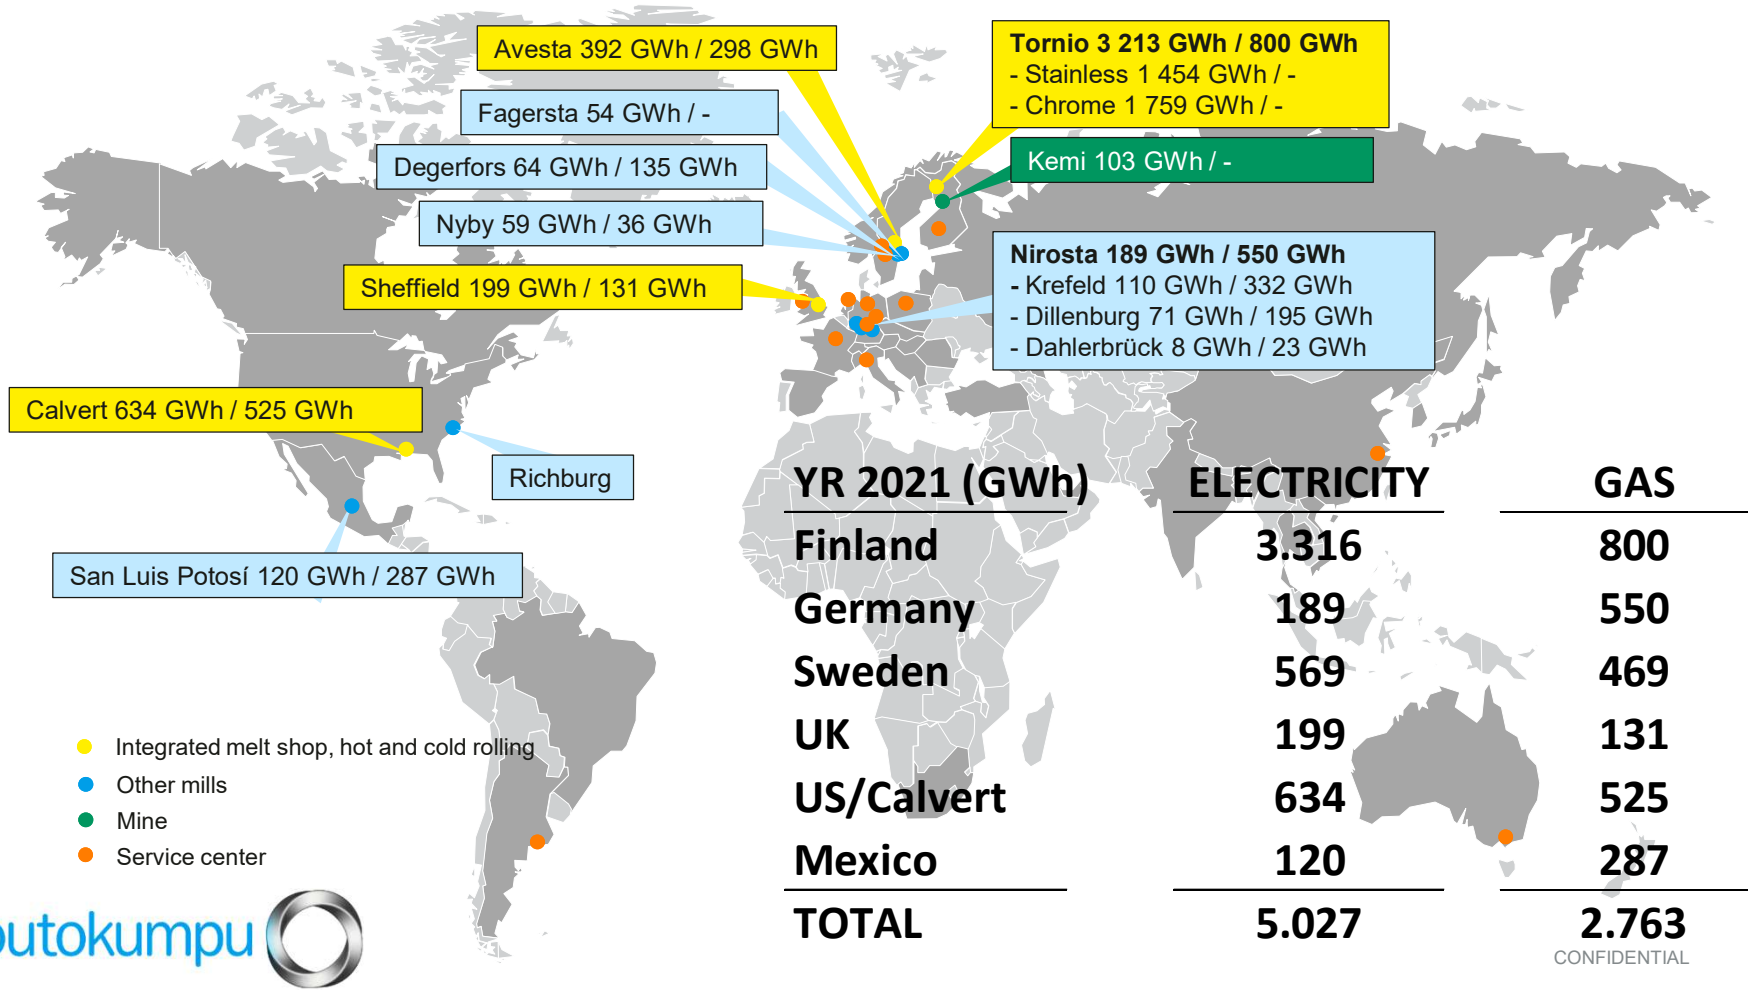 Avesta 392 GWh / 298 GWh
Fagersta 54 GWh / -
Degerfors 64 GWh / 135 GWh
Nyby 59 GWh / 36 GWh
Sheffield 199 GWh / 131 GWh
Calvert 634 GWh / 525 GWh
Richburg
San Luis Potosí 120 GWh / 287 GWh
Tornio 3 213 GWh / 800 GWh
- Stainless 1 454 GWh / -
- Chrome 1 759 GWh / -
Kemi 103 GWh / -
Nirosta 189 GWh / 550 GWh
- Krefeld 110 GWh / 332 GWh
- Dillenburg 71 GWh / 195 GWh
- Dahlerbrück 8 GWh / 23 GWh
YR 2021 (GWh) ELECTRICITY GAS
Finland 3.316 800
Germany 189 550
Sweden 569 469
UK 199 131
US/Calvert 634 525
Mexico 120 287
TOTAL 5.027 2.763
Integrated melt shop, hot and cold rolling
Other mills
Mine
Service center
outokumpu
CONFIDENTIAL